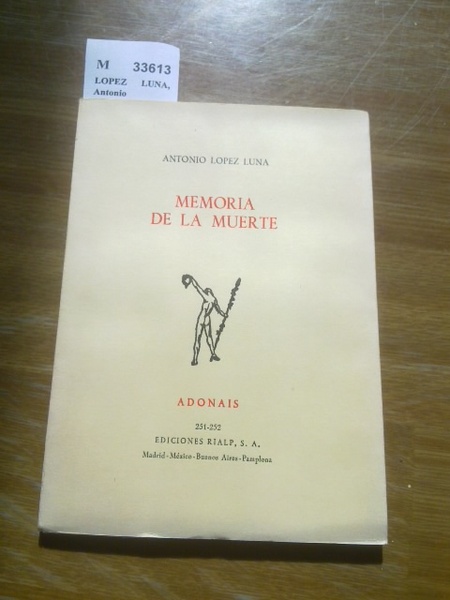 M 33613
LOPEZ LUNA,
Antonio
ANTONIO LOPEZ LUNA
MEMORIA
DE LA MUERTE
ADONAIS
251-252
EDICIONES RIALP, S. A.
Madrid-México-Buenos Aires-Pamplona